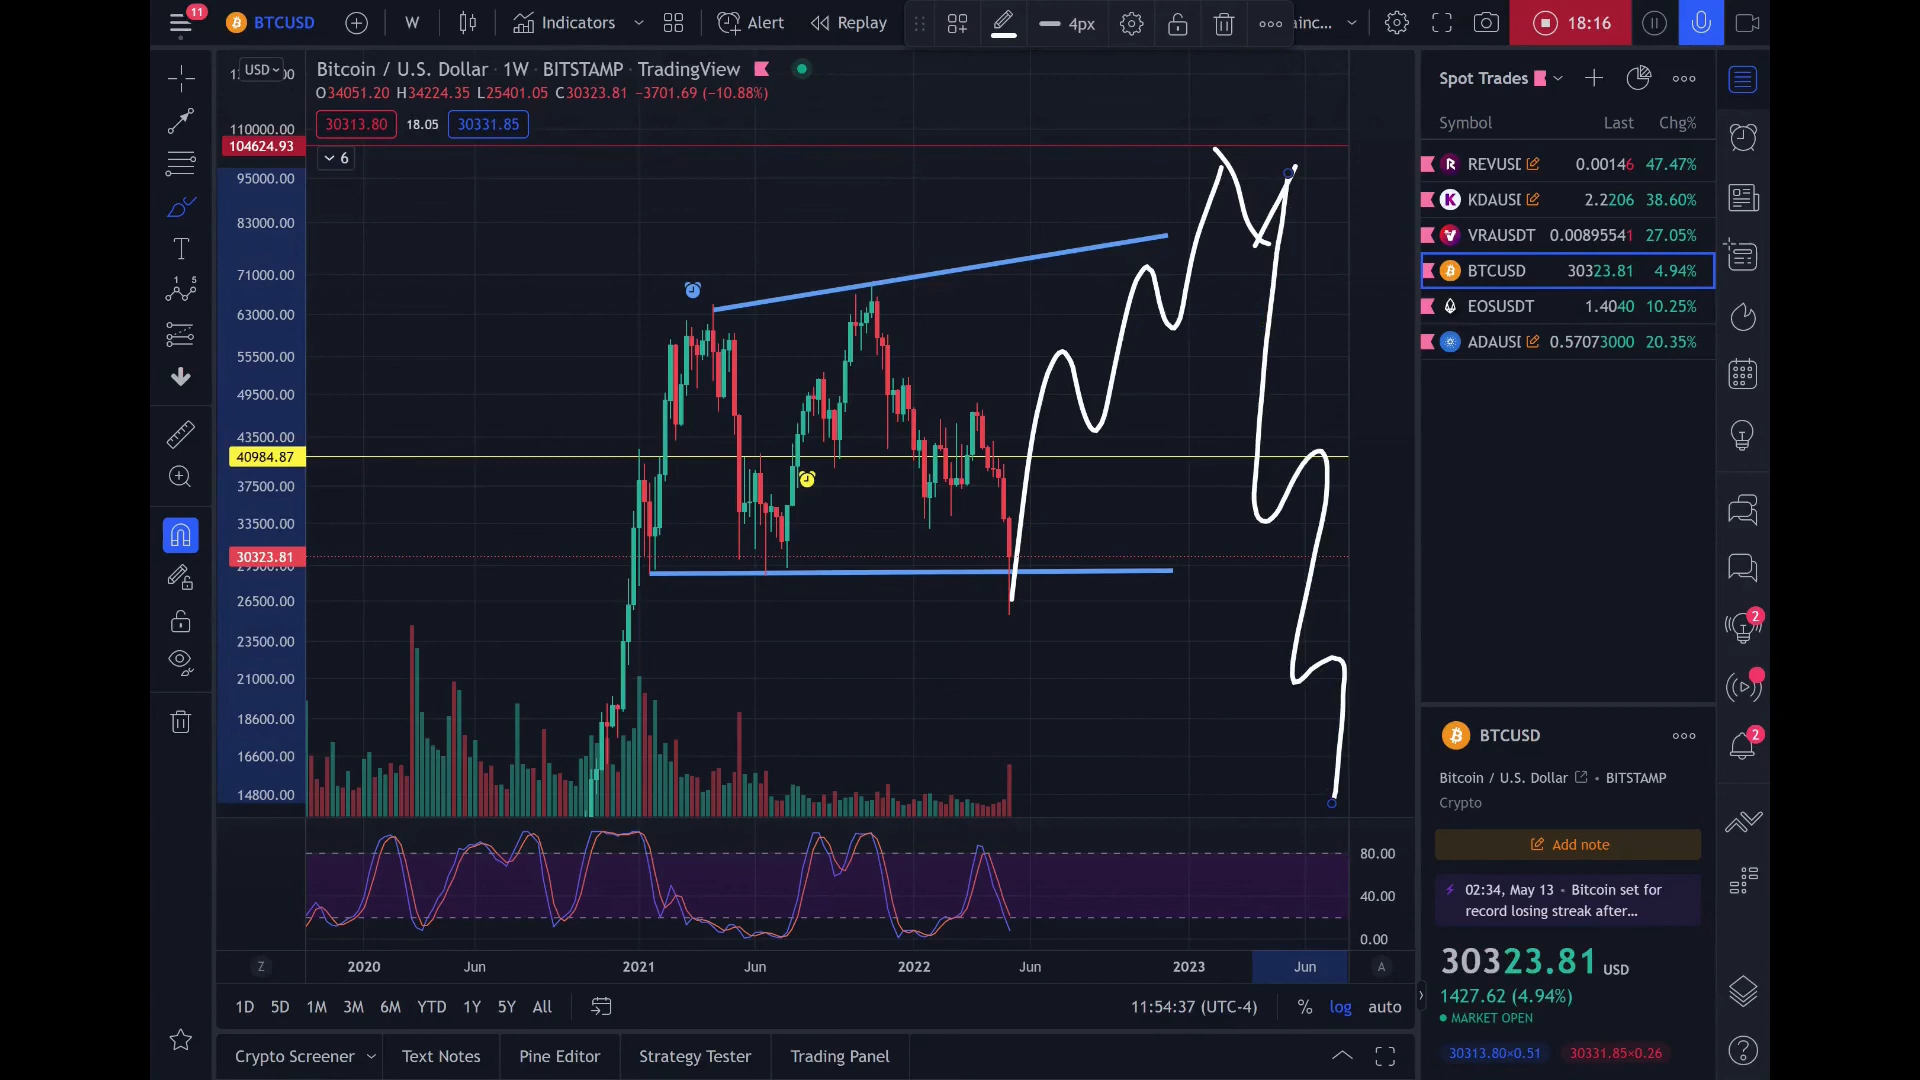 11
BTCUSD
W
Indicators
Alert
Replay
4px
inc...
18:16
USD
Bitcoin / U.S. Dollar · 1W · BITSTAMP · TradingView
O34051.20 H34224.35 L25401.05 C30323.81 −3701.69 (−10.88%)
30313.80 18.05 30331.85
6
110000.00
104624.93
95000.00
83000.00
71000.00
63000.00
55500.00
49500.00
43500.00
40984.87
37500.00
33500.00
30323.81
29500.00
26500.00
23500.00
21000.00
18600.00
16600.00
14800.00
80.00
40.00
0.00
Z 2020 Jun 2021 Jun 2022 Jun 2023 Jun A
1D 5D 1M 3M 6M YTD 1Y 5Y All
11:54:37 (UTC-4) % log auto
Crypto Screener Text Notes Pine Editor Strategy Tester Trading Panel
Spot Trades
Symbol Last Chg%
REVUSD 0.00146 47.47%
KDAUSD 2.2206 38.60%
VRAUSDT 0.00895541 27.05%
BTCUSD 30323.81 4.94%
EOSUSDT 1.4040 10.25%
ADAUSD 0.57073000 20.35%
BTCUSD
Bitcoin / U.S. Dollar • BITSTAMP
Crypto
Add note
02:34, May 13 • Bitcoin set for
record losing streak after...
30323.81 USD
1427.62 (4.94%)
MARKET OPEN
30313.80×0.51 30331.85×0.26
2
2